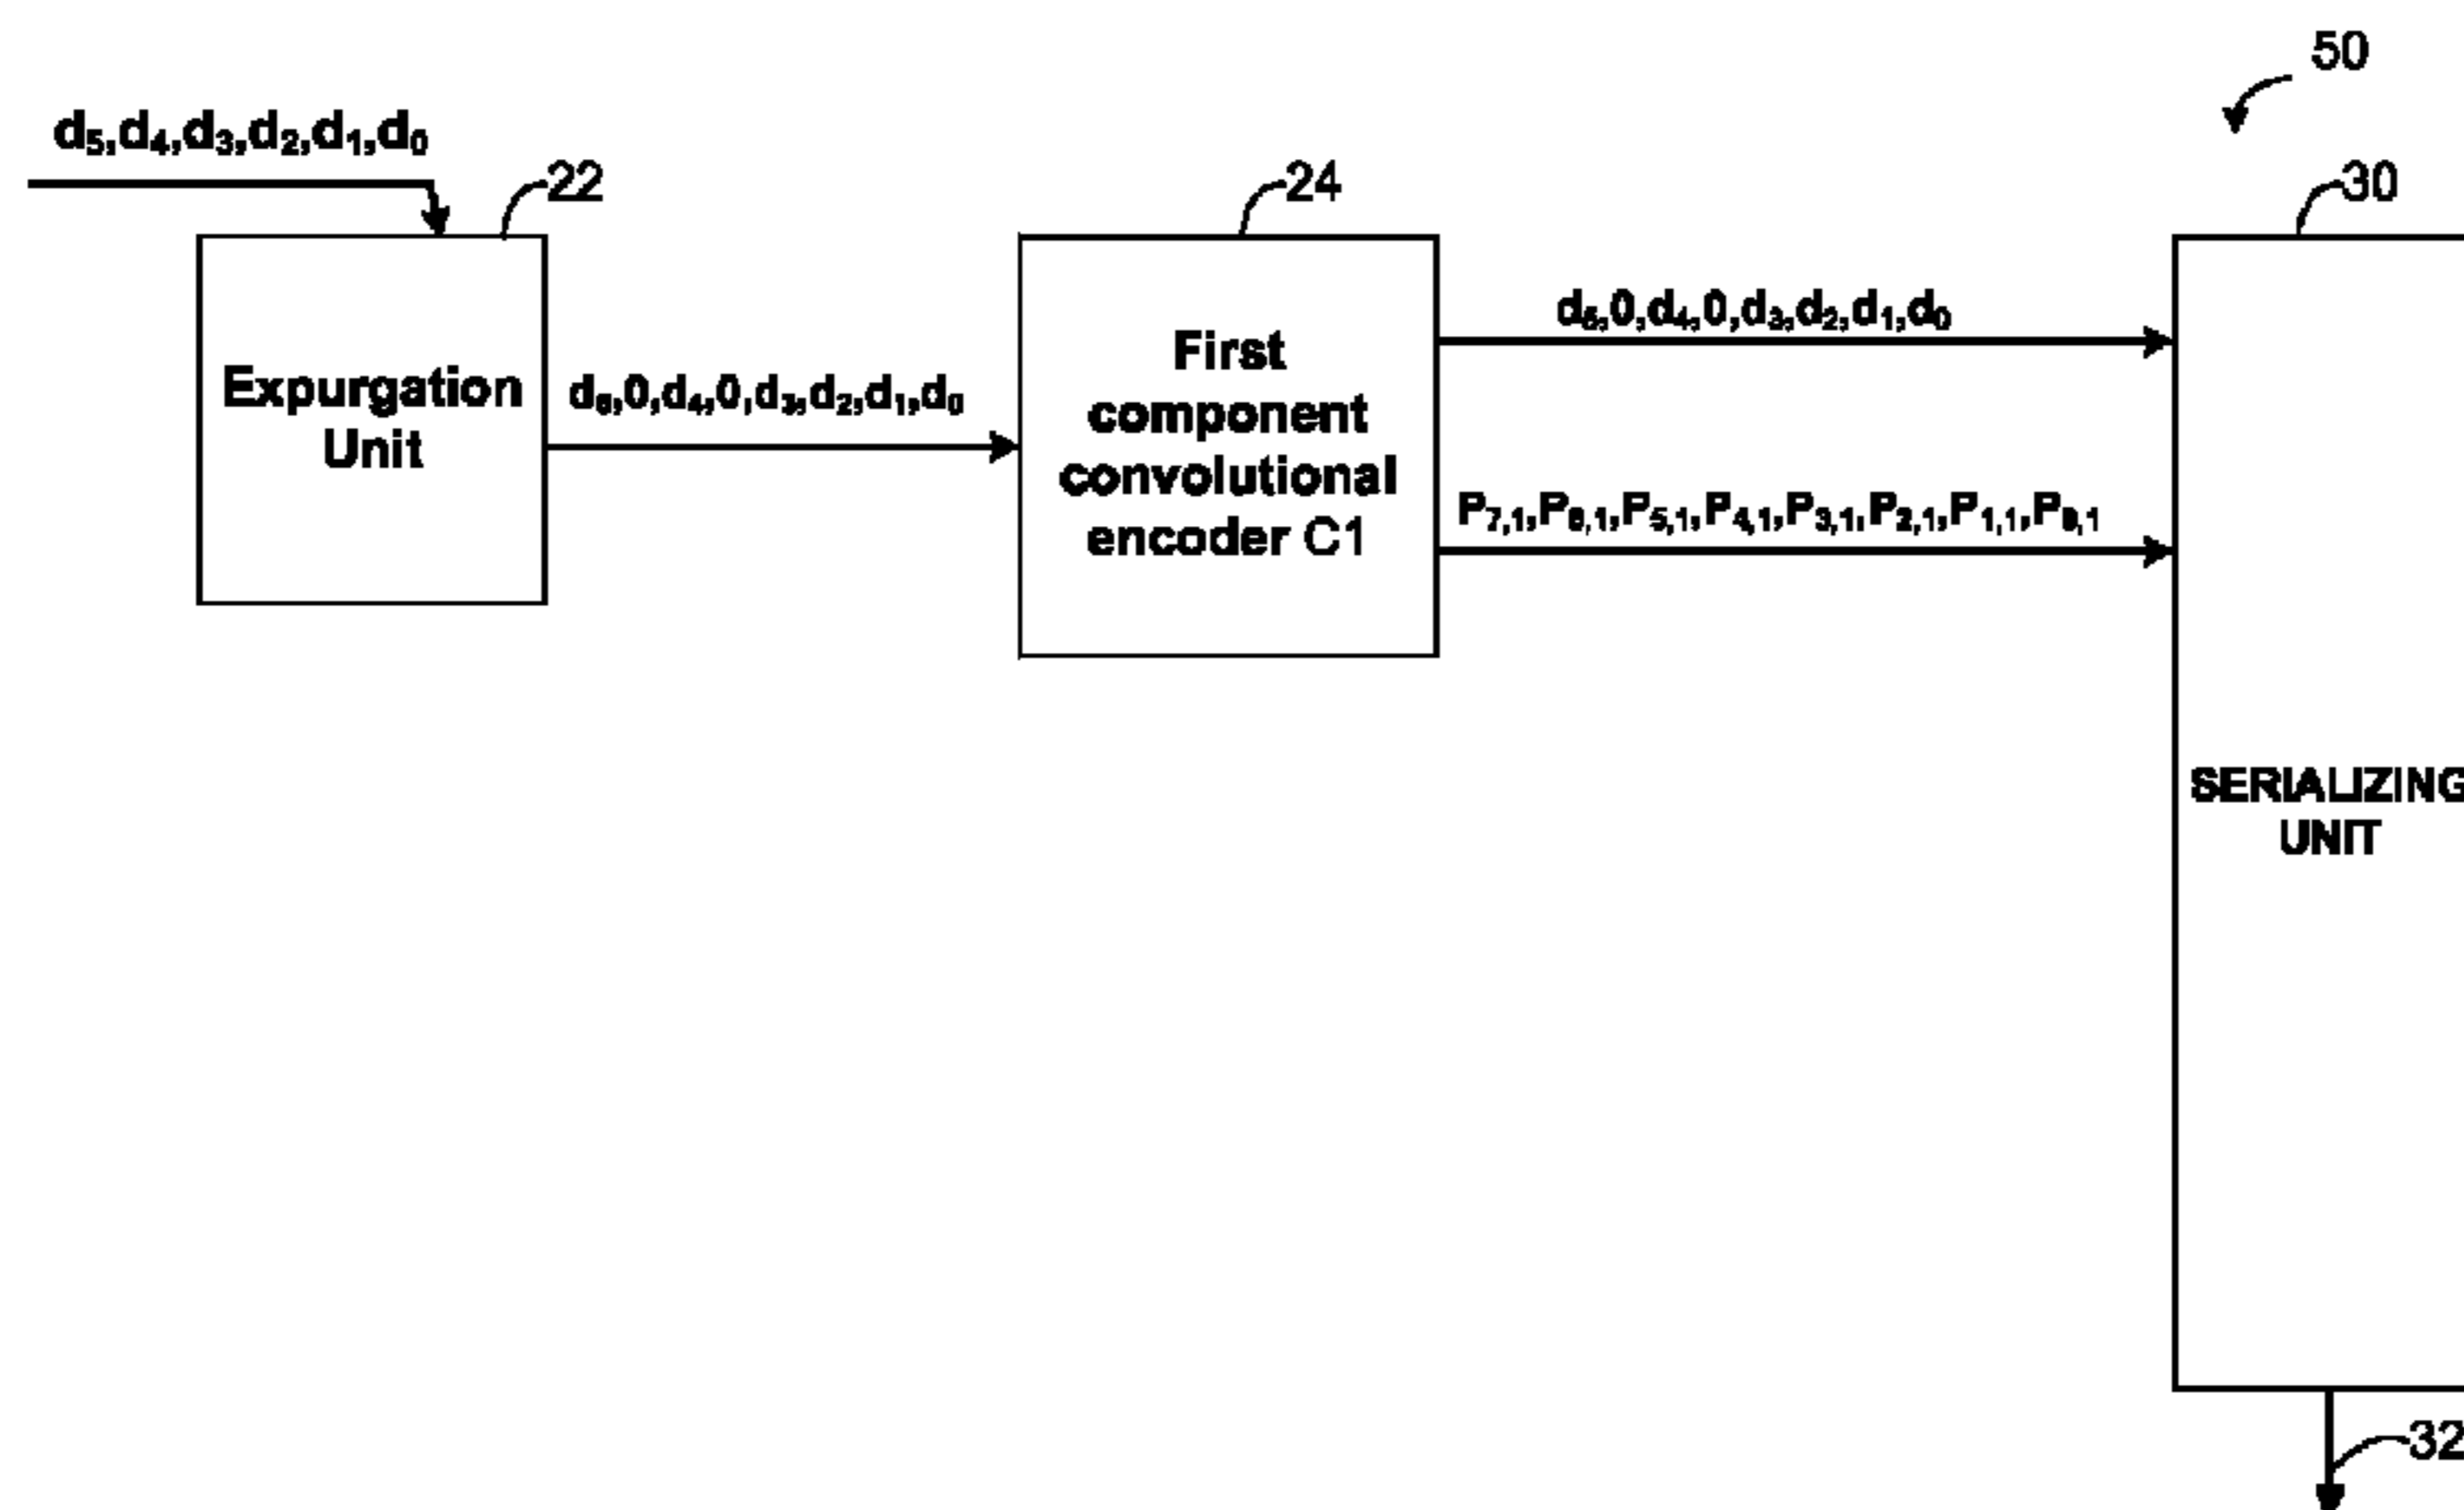 50
d₅,d₄,d₃,d₂,d₁,d₀
22
24
30
Expurgation
Unit
d₅,0,d₄,0,d₃,d₂,d₁,d₀
First
component
convolutional
encoder C1
d₅,0,d₄,0,d₃,d₂,d₁,d₀
P₇,₁,P₆,₁,P₅,₁,P₄,₁,P₃,₁,P₂,₁,P₁,₁,P₀,₁
SERIALIZING
UNIT
32